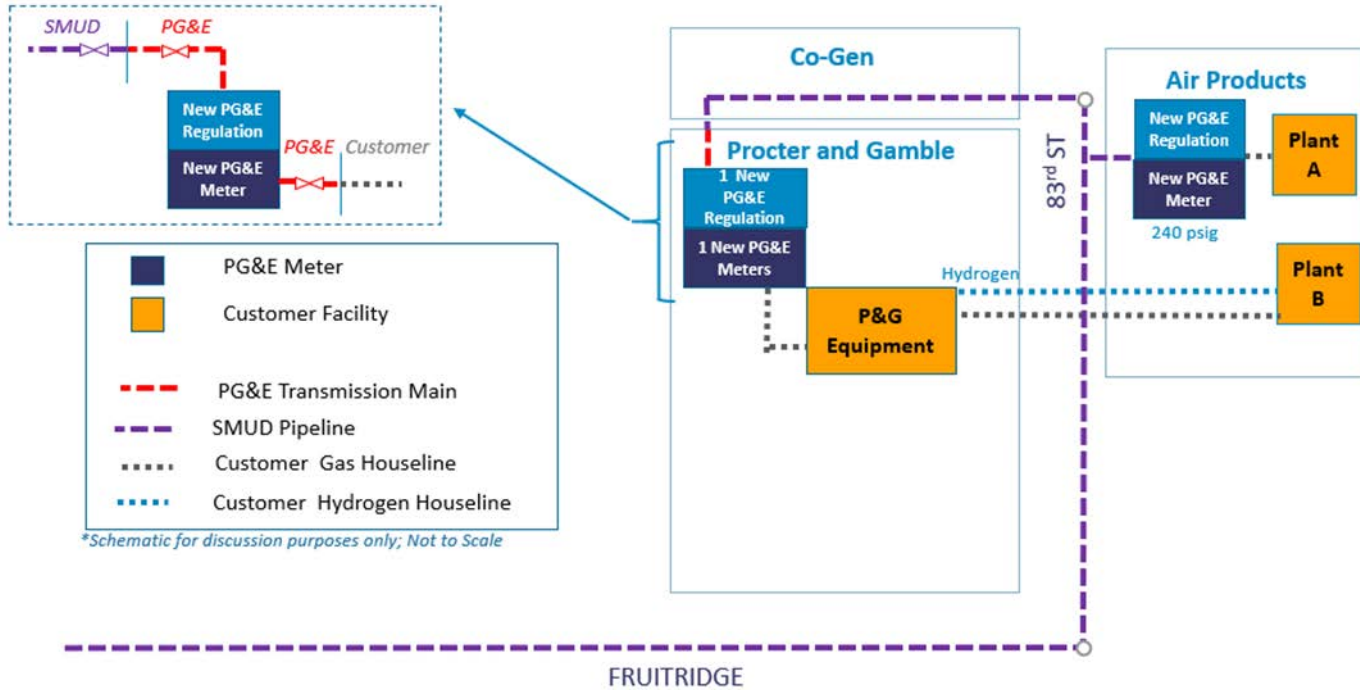 SMUD
PG&E
New PG&E
Regulation
New PG&E
Meter
PG&E
Customer
PG&E Meter
Customer Facility
PG&E Transmission Main
SMUD Pipeline
Customer Gas Houseline
Customer Hydrogen Houseline
*Schematic for discussion purposes only; Not to Scale
Co-Gen
Procter and Gamble
1 New
PG&E
Regulation
1 New PG&E
Meters
P&G
Equipment
Hydrogen
83rd ST
Air Products
New PG&E
Regulation
New PG&E
Meter
240 psig
Plant
A
Plant
B
FRUITRIDGE